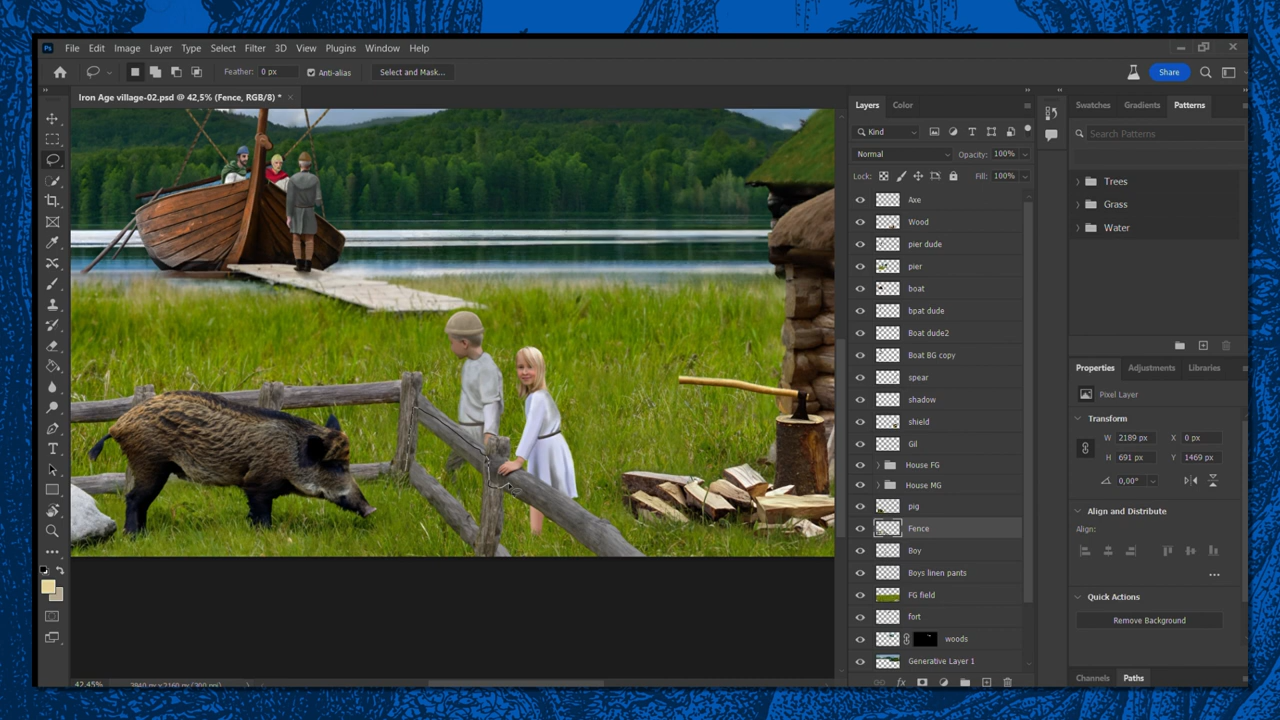 Ps File Edit Image Layer Type Select Filter 3D View Plugins Window Help
Feather: 0 px Anti-alias Select and Mask... Share
Iron Age village-02.psd @ 42,5% (Fence, RGB/8) *
Layers Color
Kind
Normal Opacity: 100%
Lock: Fill: 100%
Axe
Wood
pier dude
pier
boat
bpat dude
Boat dude2
Boat BG copy
spear
shadow
shield
Gil
House FG
House MG
pig
Fence
Boy
Boys linen pants
FG field
fort
woods
Generative Layer 1
Swatches Gradients Patterns
Search Patterns
Trees
Grass
Water
Properties Adjustments Libraries
Pixel Layer
Transform
W 2189 px X 0 px
H 691 px Y 1469 px
0,00°
Align and Distribute
Align:
Quick Actions
Remove Background
Channels Paths
42,45% 3840 px x 2160 px (300 ppi)